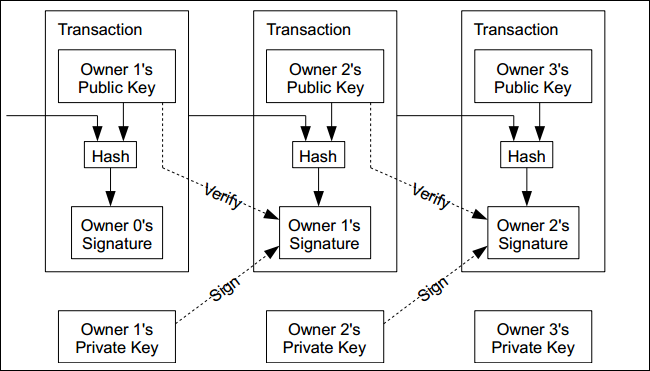 Transaction
Owner 1's
Public Key
Hash
Owner 0's
Signature
Transaction
Owner 2's
Public Key
Hash
Verify
Owner 1's
Signature
Transaction
Owner 3's
Public Key
Hash
Verify
Owner 2's
Signature
Sign
Sign
Owner 1's
Private Key
Owner 2's
Private Key
Owner 3's
Private Key